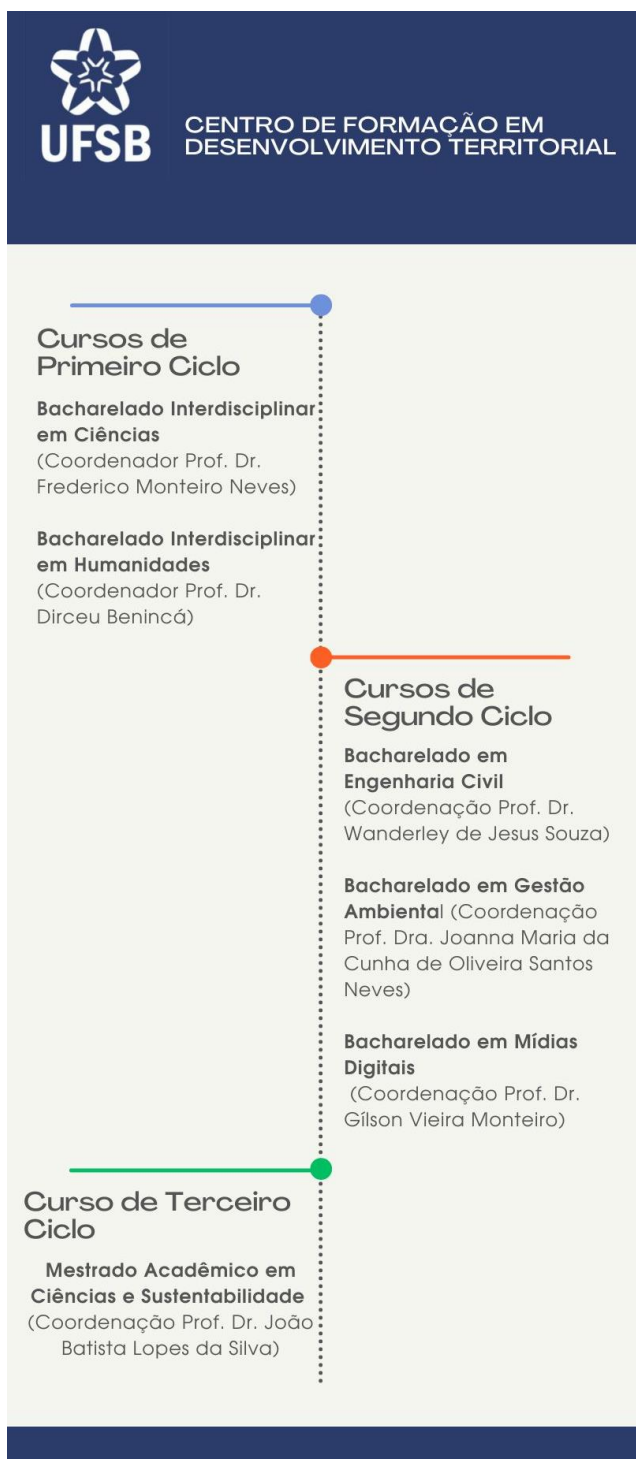 UFSB
CENTRO DE FORMAÇÃO EM
DESENVOLVIMENTO TERRITORIAL
Cursos de
Primeiro Ciclo
Bacharelado Interdisciplinar
em Ciências
(Coordenador Prof. Dr.
Frederico Monteiro Neves)
Bacharelado Interdisciplinar
em Humanidades
(Coordenador Prof. Dr.
Dirceu Benincá)
Cursos de
Segundo Ciclo
Bacharelado em
Engenharia Civil
(Coordenação Prof. Dr.
Wanderley de Jesus Souza)
Bacharelado em Gestão
Ambiental (Coordenação
Prof. Dra. Joanna Maria da
Cunha de Oliveira Santos
Neves)
Bacharelado em Mídias
Digitais
(Coordenação Prof. Dr.
Gílson Vieira Monteiro)
Curso de Terceiro
Ciclo
Mestrado Acadêmico em
Ciências e Sustentabilidade
(Coordenação Prof. Dr. João
Batista Lopes da Silva)